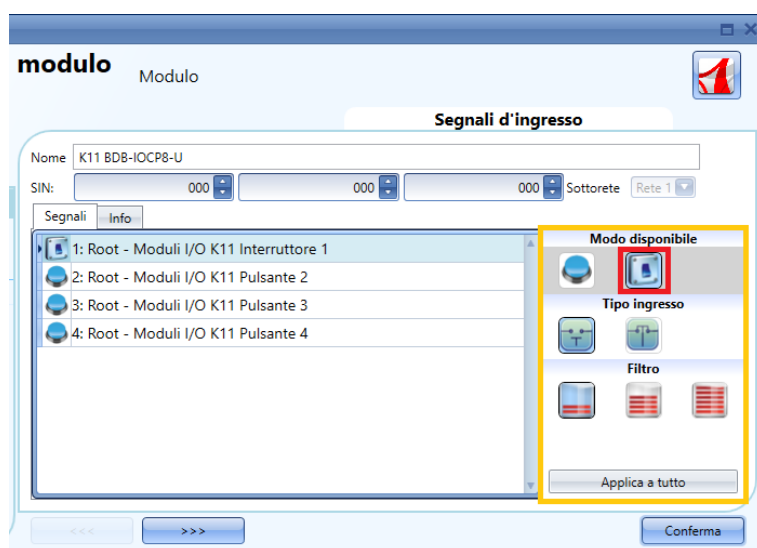 modulo
Modulo
Segnali d'ingresso
Nome K11 BDB-IOCP8-U
SIN: 000 000 000 Sottorete Rete 1
Segnali Info
1: Root - Moduli I/O K11 Interruttore 1
2: Root - Moduli I/O K11 Pulsante 2
3: Root - Moduli I/O K11 Pulsante 3
4: Root - Moduli I/O K11 Pulsante 4
Modo disponibile
Tipo ingresso
Filtro
Applica a tutto
<<< >>> Conferma